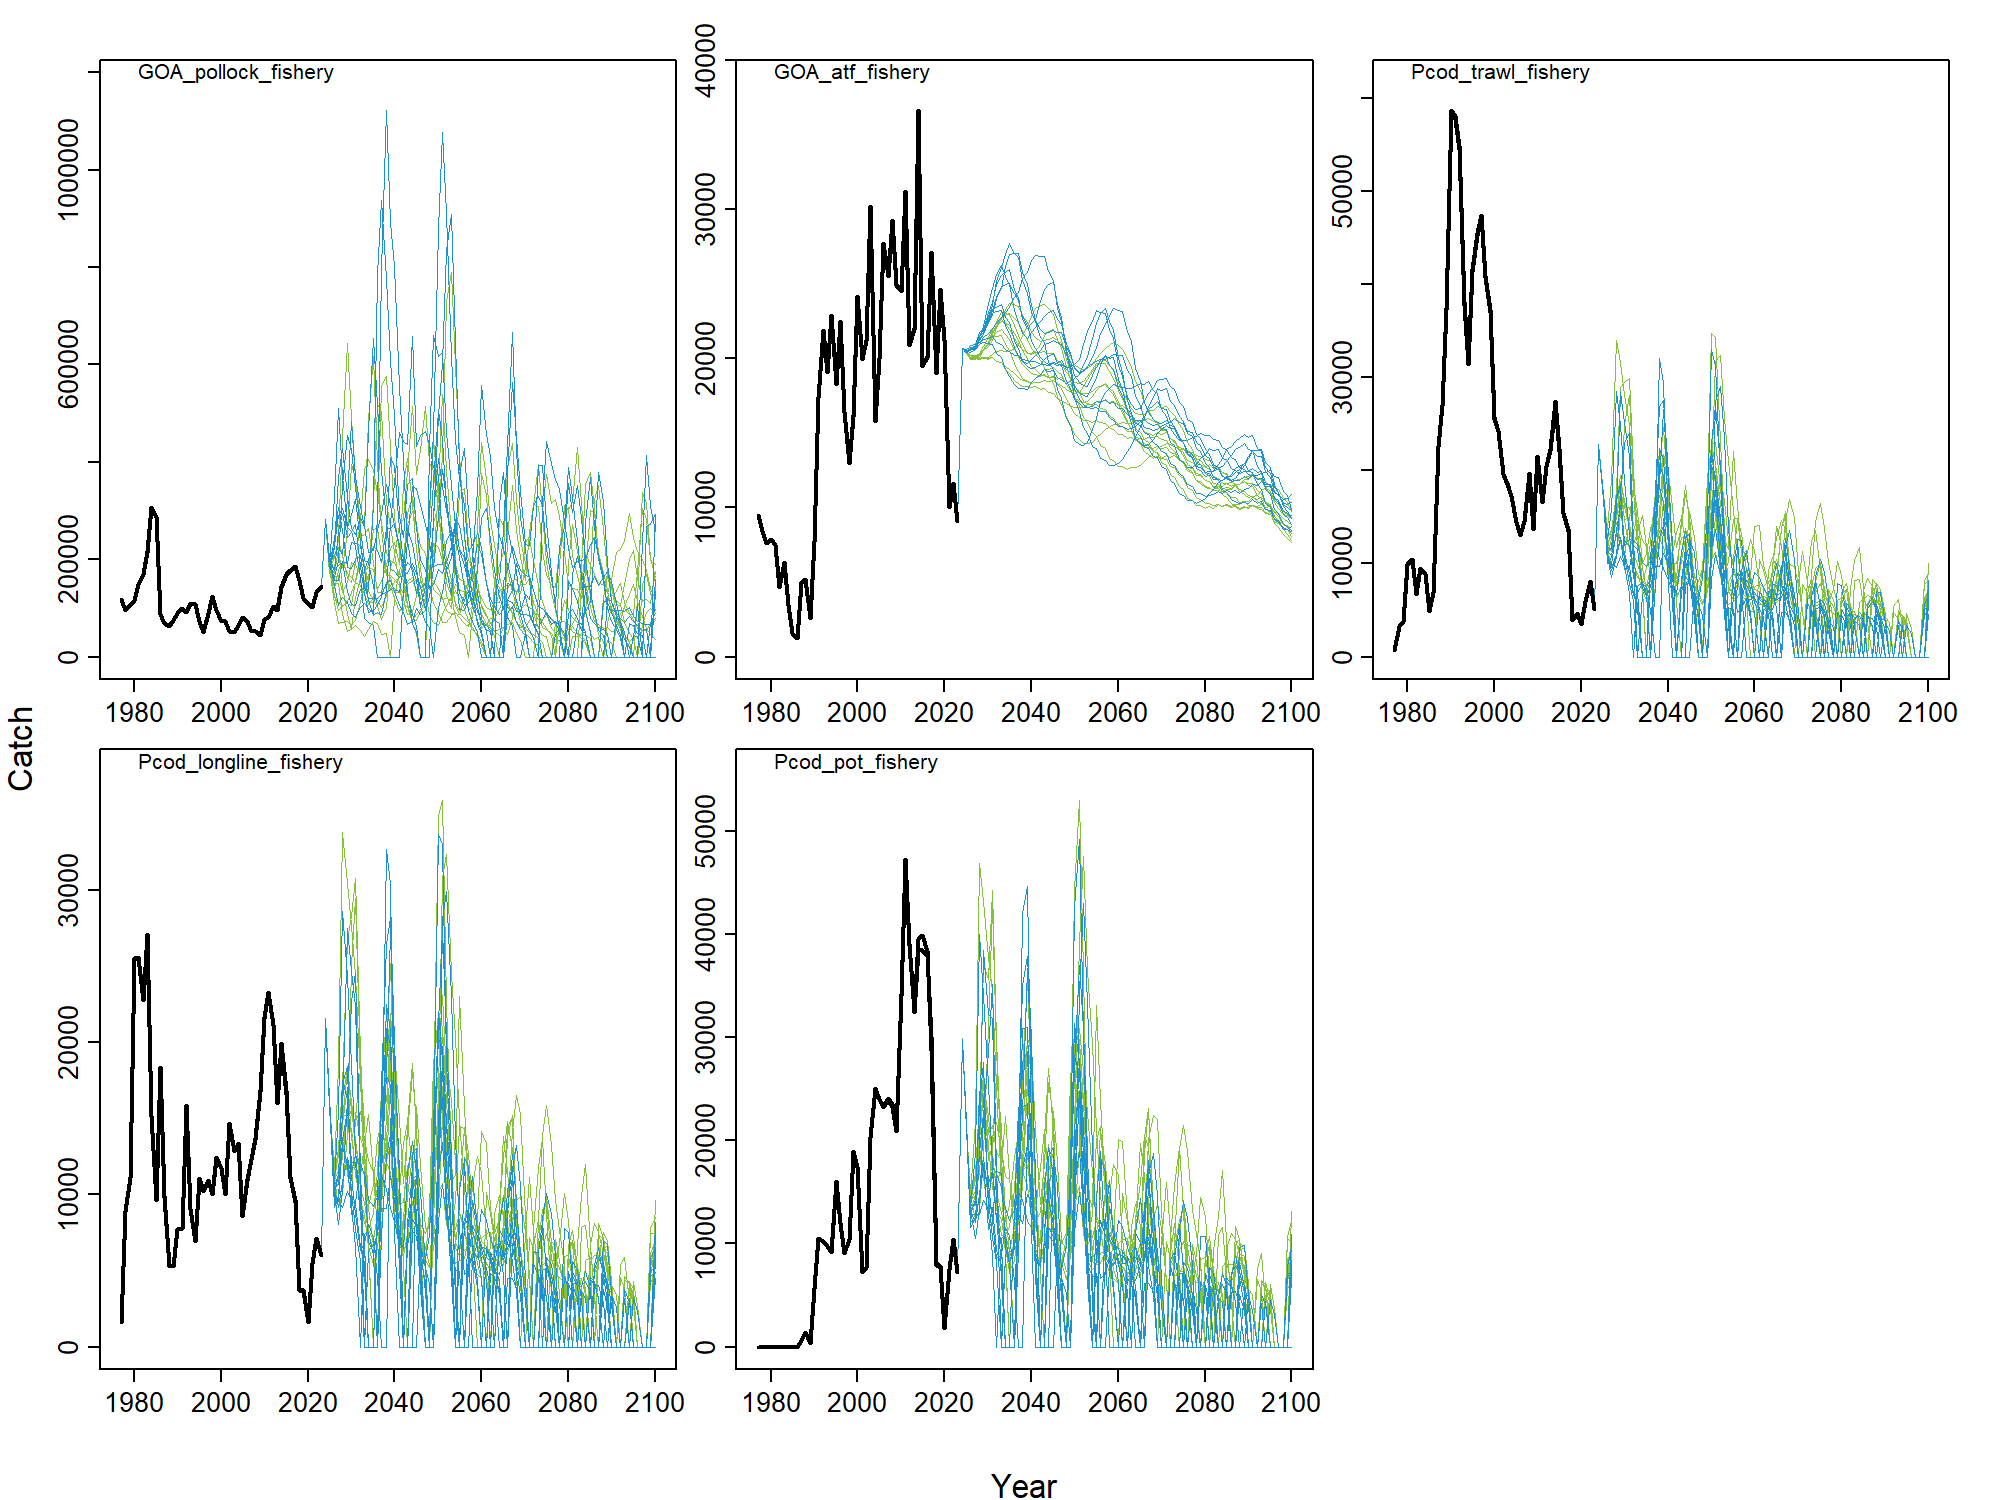 GOA_pollock_fishery
0
200000
600000
1000000
1980 2000 2020 2040 2060 2080 2100
GOA_atf_fishery
0
10000
20000
30000
40000
1980 2000 2020 2040 2060 2080 2100
Pcod_trawl_fishery
0
10000
30000
50000
1980 2000 2020 2040 2060 2080 2100
Catch
Pcod_longline_fishery
0
10000
20000
30000
1980 2000 2020 2040 2060 2080 2100
Pcod_pot_fishery
0
10000
20000
30000
40000
50000
1980 2000 2020 2040 2060 2080 2100
Year